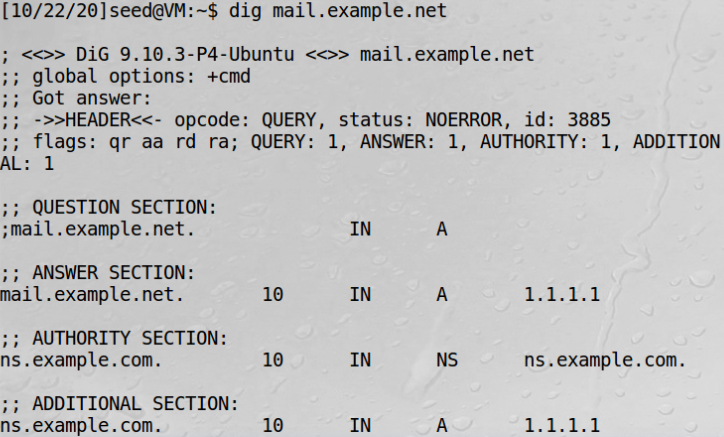 [10/22/20]seed@VM:~$ dig mail.example.net
; <<>> DiG 9.10.3-P4-Ubuntu <<>> mail.example.net
;; global options: +cmd
;; Got answer:
;; ->>HEADER<<- opcode: QUERY, status: NOERROR, id: 3885
;; flags: qr aa rd ra; QUERY: 1, ANSWER: 1, AUTHORITY: 1, ADDITION
AL: 1
;; QUESTION SECTION:
;mail.example.net. IN A
;; ANSWER SECTION:
mail.example.net. 10 IN A 1.1.1.1
;; AUTHORITY SECTION:
ns.example.com. 10 IN NS ns.example.com.
;; ADDITIONAL SECTION:
ns.example.com. 10 IN A 1.1.1.1